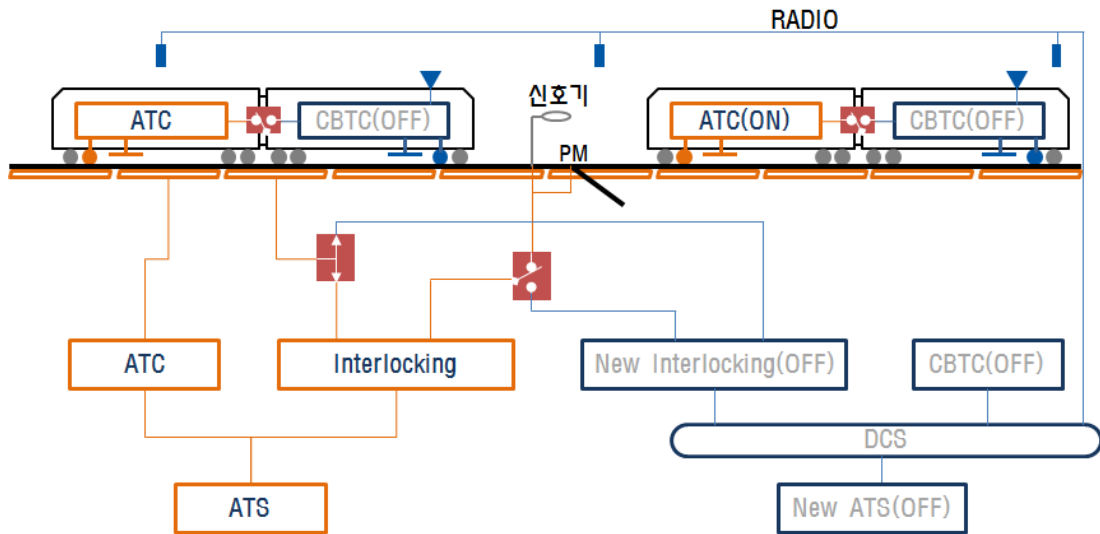 RADIO
ATC
CBTC(OFF)
신호기
ATC(ON)
CBTC(OFF)
PM
ATC
Interlocking
New Interlocking(OFF)
CBTC(OFF)
DCS
ATS
New ATS(OFF)